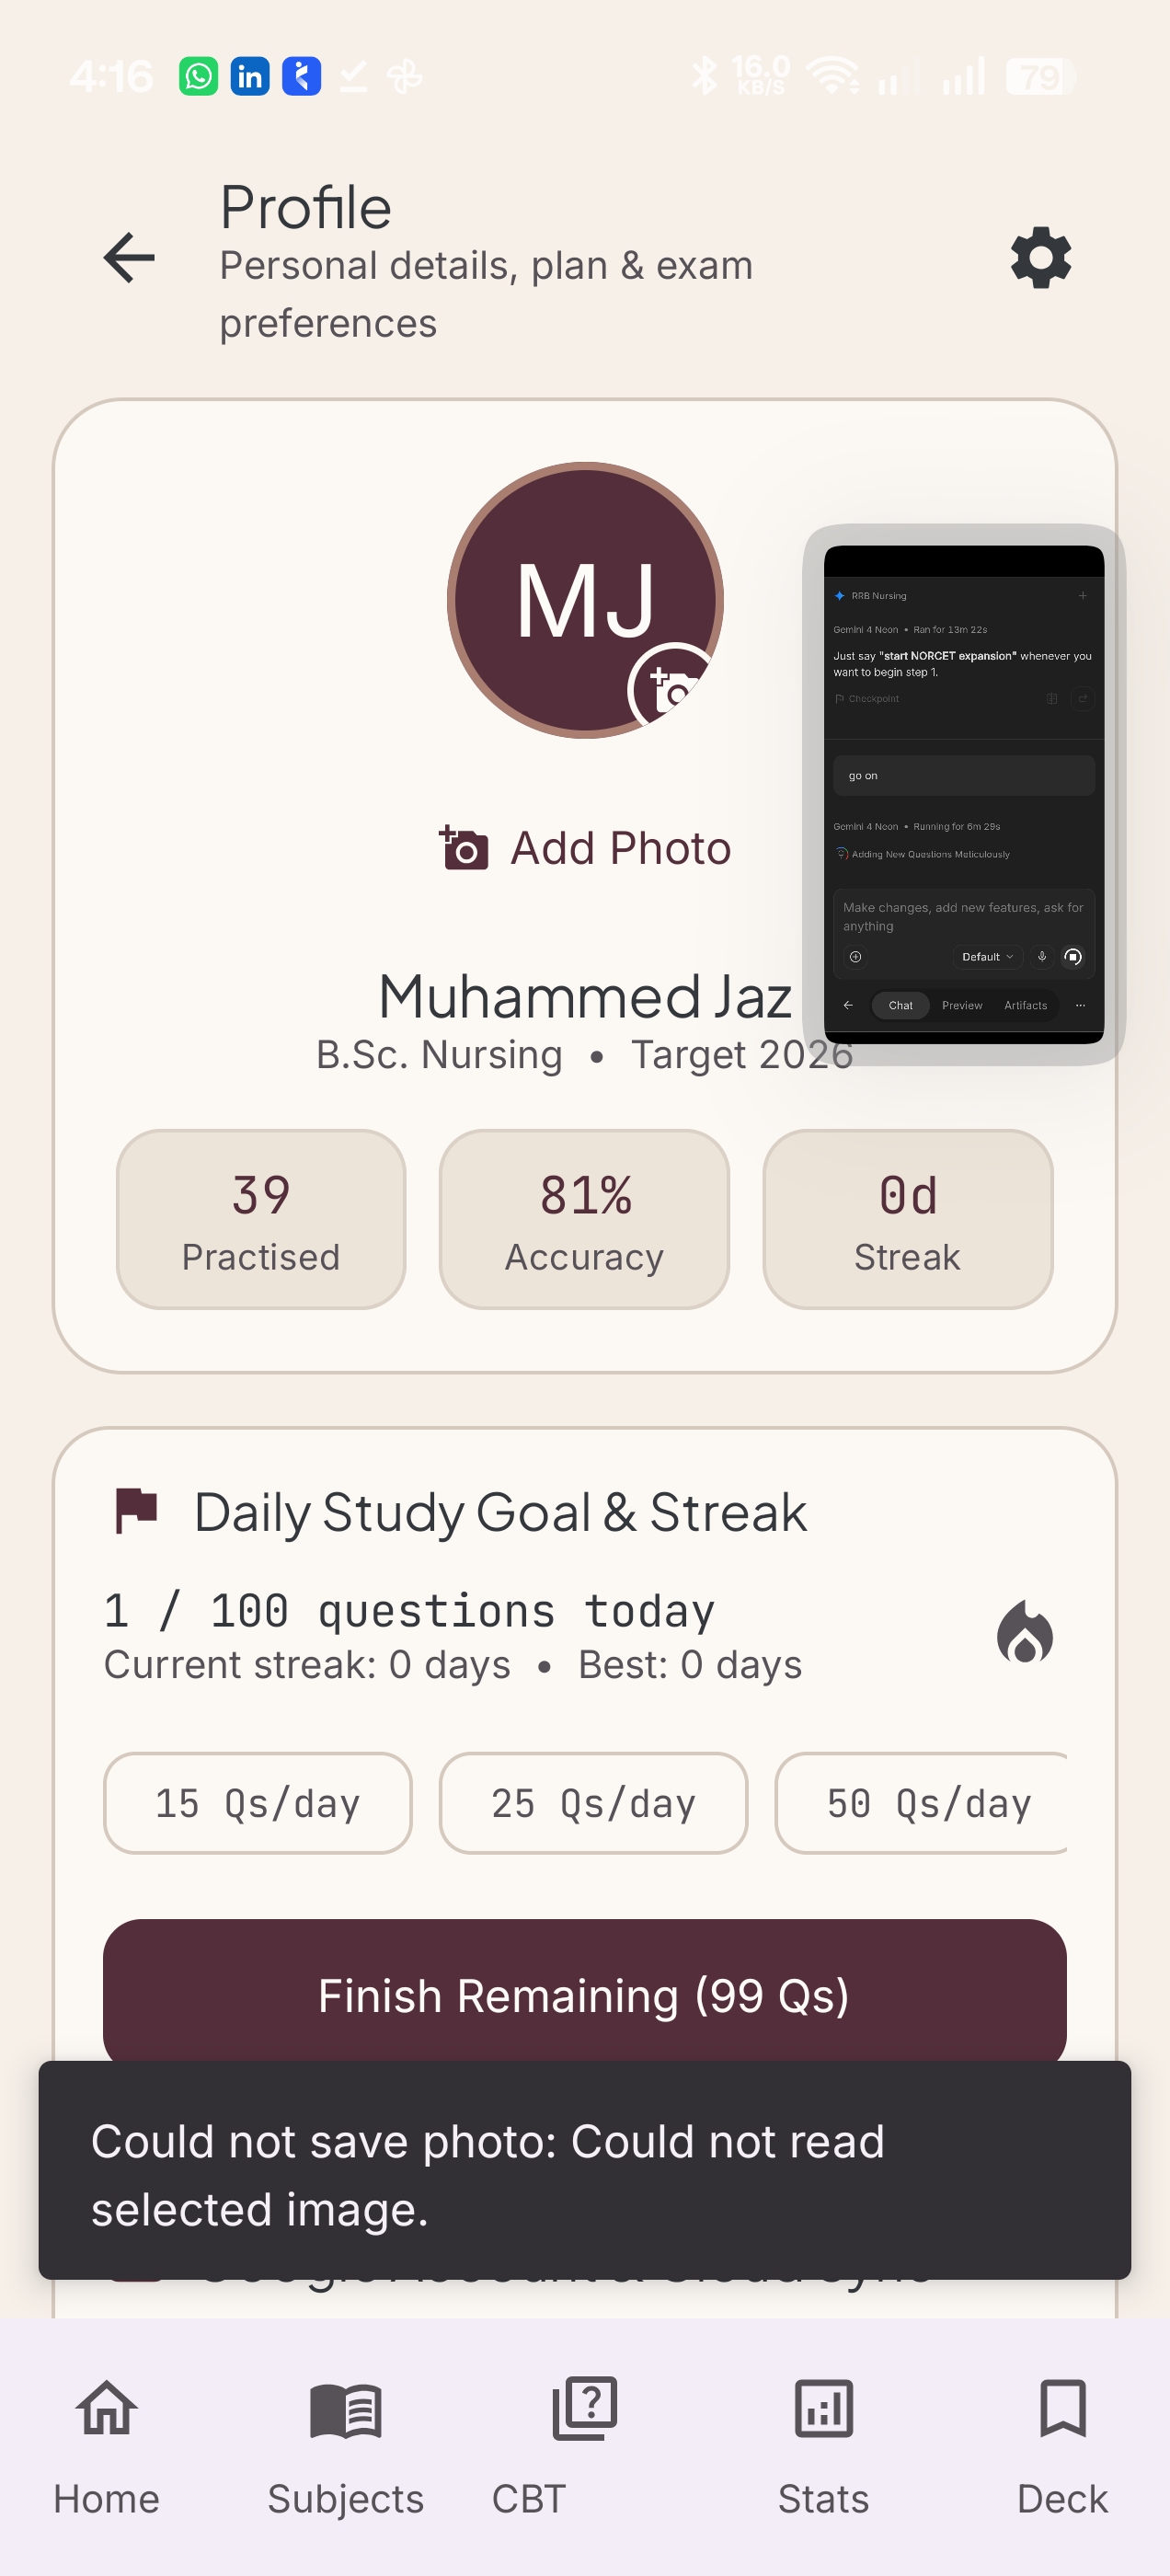 4:16
16.0
KB/S
79
Profile
Personal details, plan & exam
preferences
MJ
Add Photo
Muhammed Jaz
B.Sc. Nursing • Target 2026
RRB Nursing
Gemini 4 Noon • Ran for 13m 22s
Just say "start NORCET expansion" whenever you
want to begin step 1.
Checkpoint
go on
Gemini 4 Noon • Running for 6m 29s
Adding New Questions Meticulously
Make changes, add new features, ask for
anything
Default
Chat Preview Artifacts
39 81% 0d
Practised Accuracy Streak
Daily Study Goal & Streak
1 / 100 questions today
Current streak: 0 days • Best: 0 days
15 Qs/day 25 Qs/day 50 Qs/day
Finish Remaining (99 Qs)
Could not save photo: Could not read
selected image.
Home Subjects CBT Stats Deck